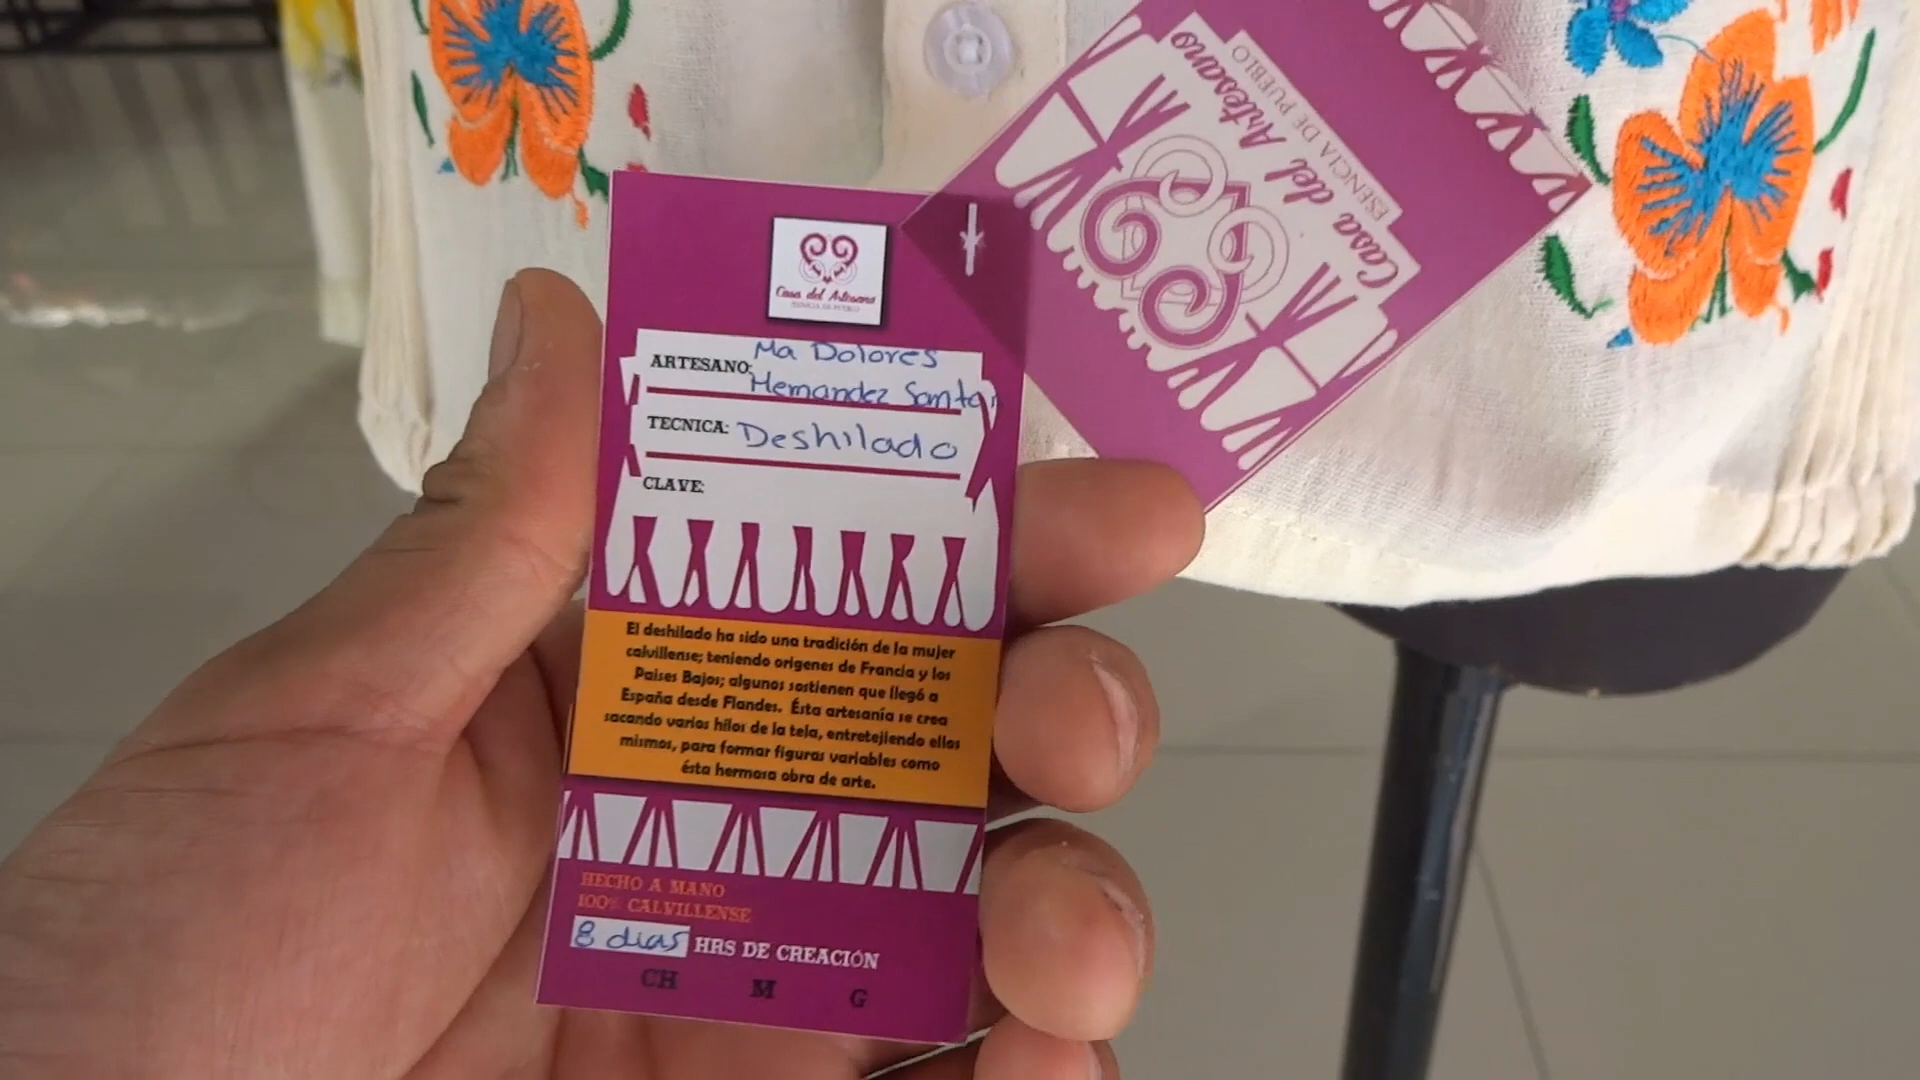 Casa del Artesano
ESENCIA DE PUEBLO
Casa del Artesano
ESENCIA DE PUEBLO
ARTESANO: Ma Dolores
Hernandez
TECNICA: Deshilado
CLAVE:
El deshilado ha sido una tradición de la mujer
calvillense; teniendo origenes de Francia y los
Paises Bajos; algunos sostienen que llegó a
España desde Flandes. Ésta artesanía se crea
sacando varios hilos de la tela, entretejiendo ellos
mismos, para formar figuras variables como
ésta hermosa obra de arte.
HECHO A MANO
100% CALVILLENSE
8 dias HRS DE CREACIÓN
CH M G